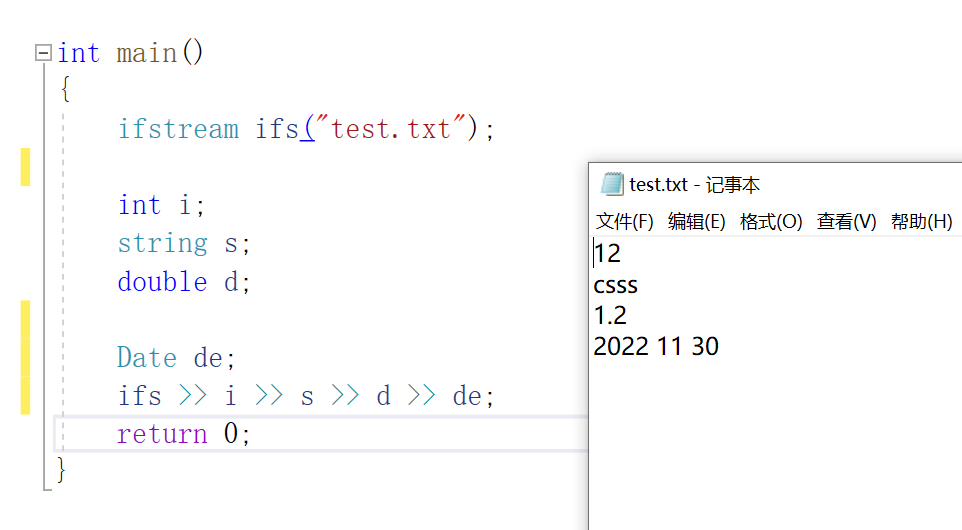 int main()
{
ifstream ifs("test.txt");
int i;
string s;
double d;
Date de;
ifs >> i >> s >> d >> de;
return 0;
}
test.txt - 记事本
文件(F) 编辑(E) 格式(O) 查看(V) 帮助(H)
12
csss
1.2
2022 11 30